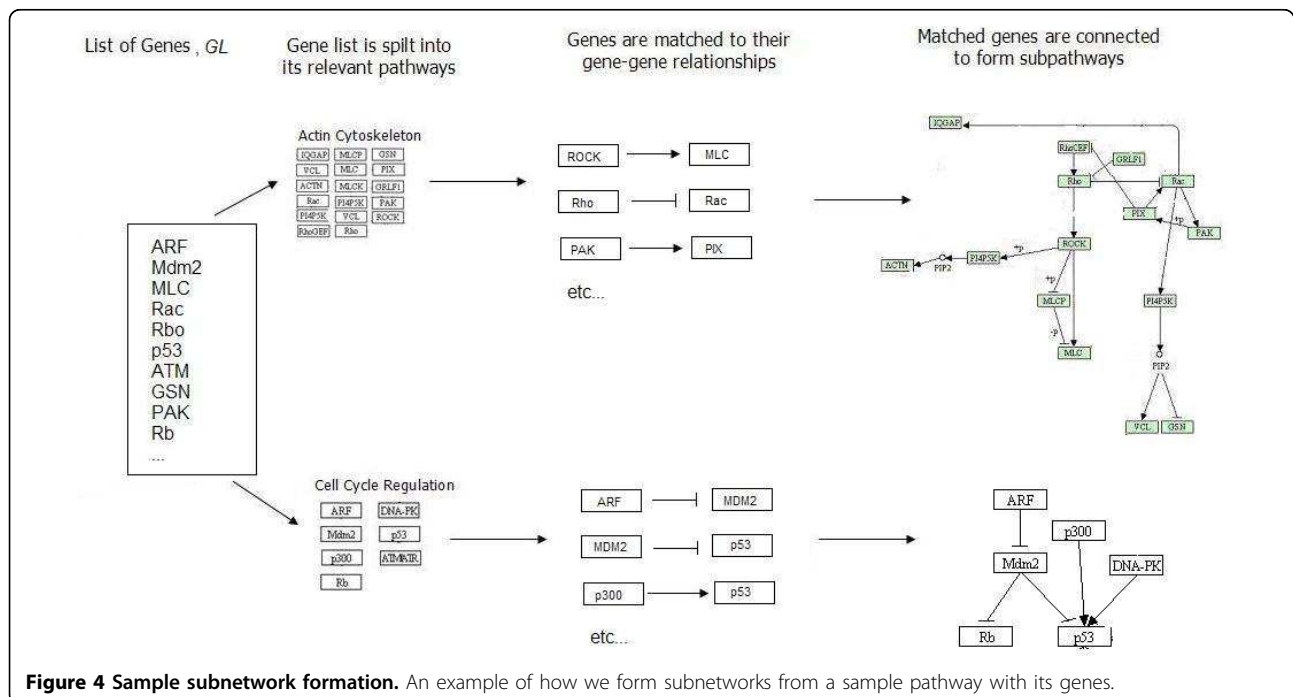 List of Genes , GL
Gene list is spilt into
its relevant pathways
Genes are matched to their
gene-gene relationships
Matched genes are connected
to form subpathways
ARF
Mdm2
MLC
Rac
Rbo
p53
ATM
GSN
PAK
Rb
...
Actin Cytoskeleton
IQGAP MLCP GSN
VCL MLC PIX
ACTN MLCK GRLF1
Rac PI4P5K PAK
PI4P5K VCL ROCK
RhoGEF Rho
ROCK MLC
Rho Rac
PAK PIX
etc...
IQGAP
RhoGEF
GRLF1
Rho Rac
PIX
+p
PAK
ROCK
+p
ACTN PIP2 PI4P5K
+p
MLCP PI4P5K
-p
MLC
PIP2
VCL GSN
Cell Cycle Regulation
ARF DNA-PK
Mdm2 p53
p300 ATM/ATR
Rb
ARF MDM2
MDM2 p53
p300 p53
etc...
ARF
p300
Mdm2 DNA-PK
Rb p53
Figure 4 Sample subnetwork formation. An example of how we form subnetworks from a sample pathway with its genes.